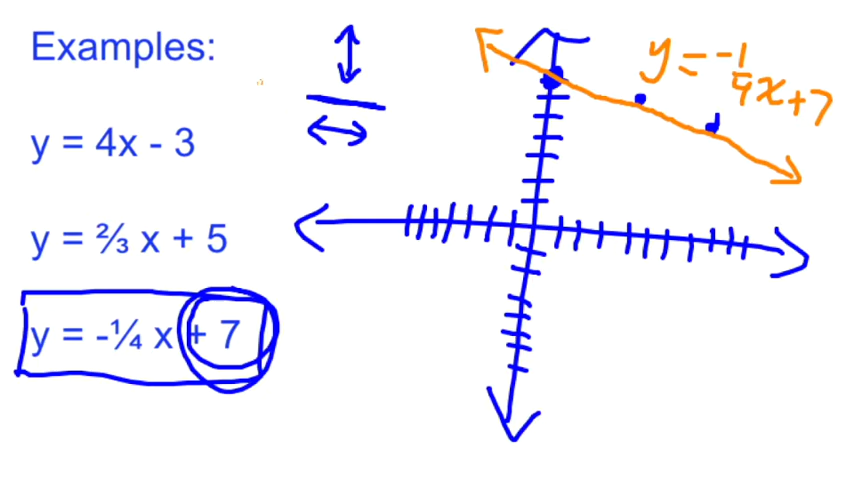 Examples:
y = 4x - 3
y = ⅔ x + 5
y = -¼ x + 7
y = -1/4x+7